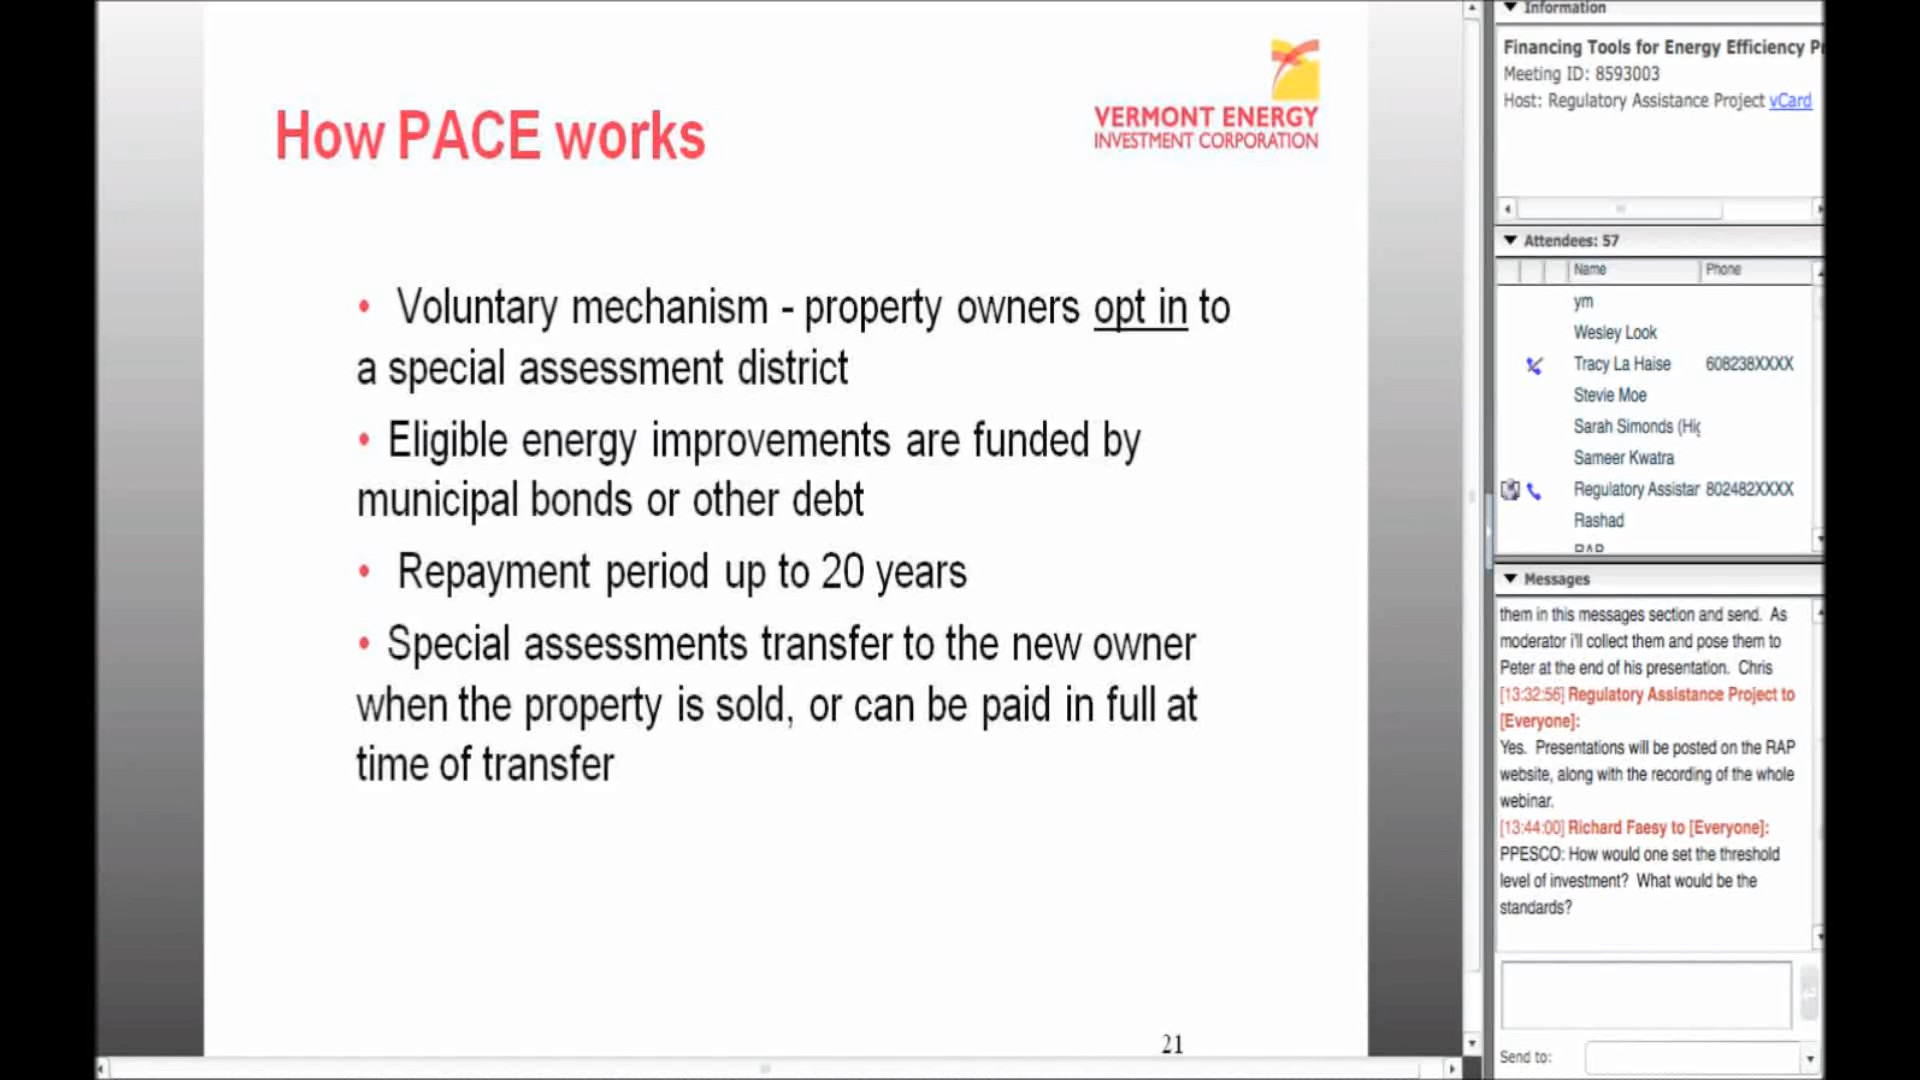 How PACE works
VERMONT ENERGY
INVESTMENT CORPORATION
• Voluntary mechanism - property owners opt in to
a special assessment district
• Eligible energy improvements are funded by
municipal bonds or other debt
• Repayment period up to 20 years
• Special assessments transfer to the new owner
when the property is sold, or can be paid in full at
time of transfer
21
Information
Financing Tools for Energy Efficiency
Meeting ID: 8593003
Host: Regulatory Assistance Project vCard
Attendees: 57
Name Phone
ym
Wesley Look
Tracy La Haise 608238XXXX
Stevie Moe
Sarah Simonds
Sameer Kwatra
Regulatory Assistar 802482XXXX
Rashad
RAP
Messages
them in this messages section and send. As
moderator i'll collect them and pose them to
Peter at the end of his presentation. Chris
[13:32:56] Regulatory Assistance Project to
[Everyone]:
Yes. Presentations will be posted on the RAP
website, along with the recording of the whole
webinar.
[13:44:00] Richard Faesy to [Everyone]:
PPESCO: How would one set the threshold
level of investment? What would be the
standards?
Send to: